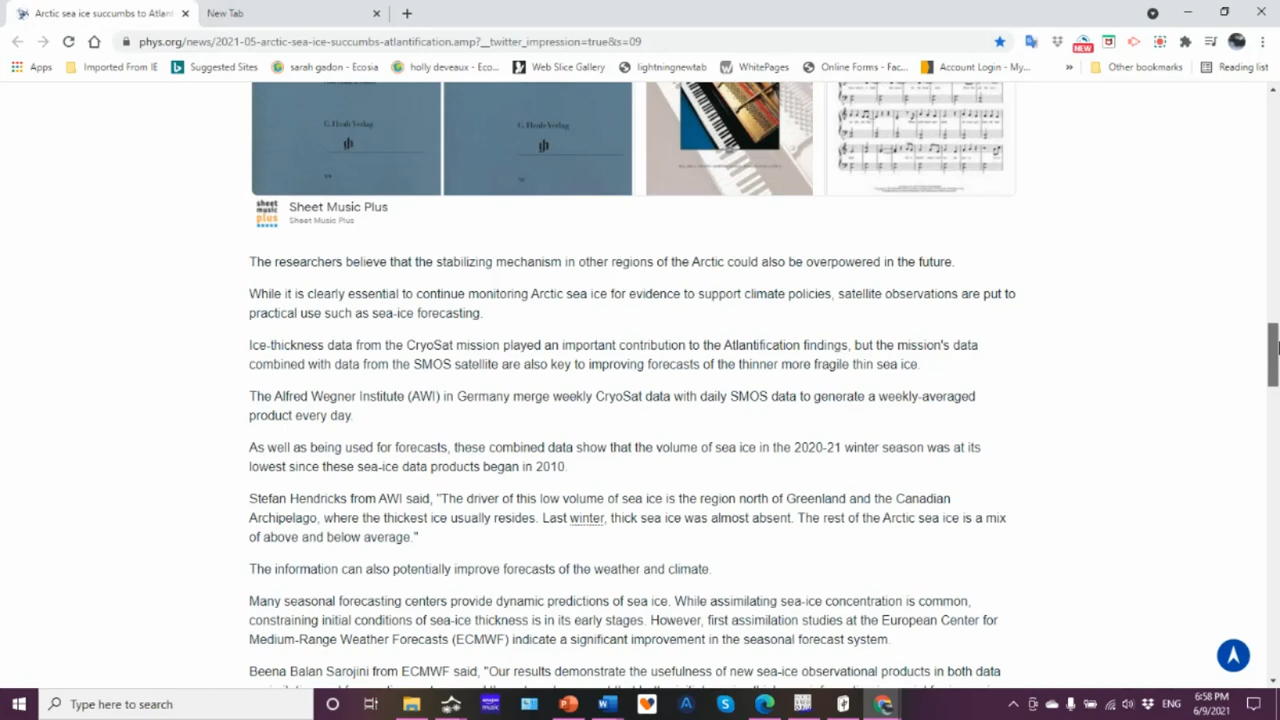 Arctic sea ice succumbs to Atlan
New Tab
phys.org/news/2021-05-arctic-sea-ice-succumbs-atlantification.amp?__twitter_impression=true&s=09
NEW
Apps
Imported From IE
Suggested Sites
sarah gadon - Ecosia
holly deveaux - Eco...
Web Slice Gallery
lightningnewtab
WhitePages
Online Forms - Fac...
Account Login - My...
»
Other bookmarks
Reading list
G. Henle Verlag
G. Henle Verlag
sheet music plus
Sheet Music Plus
Sheet Music Plus
The researchers believe that the stabilizing mechanism in other regions of the Arctic could also be overpowered in the future.
While it is clearly essential to continue monitoring Arctic sea ice for evidence to support climate policies, satellite observations are put to
practical use such as sea-ice forecasting.
Ice-thickness data from the CryoSat mission played an important contribution to the Atlantification findings, but the mission's data
combined with data from the SMOS satellite are also key to improving forecasts of the thinner more fragile thin sea ice.
The Alfred Wegner Institute (AWI) in Germany merge weekly CryoSat data with daily SMOS data to generate a weekly-averaged
product every day.
As well as being used for forecasts, these combined data show that the volume of sea ice in the 2020-21 winter season was at its
lowest since these sea-ice data products began in 2010.
Stefan Hendricks from AWI said, "The driver of this low volume of sea ice is the region north of Greenland and the Canadian
Archipelago, where the thickest ice usually resides. Last winter, thick sea ice was almost absent. The rest of the Arctic sea ice is a mix
of above and below average."
The information can also potentially improve forecasts of the weather and climate.
Many seasonal forecasting centers provide dynamic predictions of sea ice. While assimilating sea-ice concentration is common,
constraining initial conditions of sea-ice thickness is in its early stages. However, first assimilation studies at the European Center for
Medium-Range Weather Forecasts (ECMWF) indicate a significant improvement in the seasonal forecast system.
Beena Balan Sarojini from ECMWF said, "Our results demonstrate the usefulness of new sea-ice observational products in both data
Type here to search
ENG
6:58 PM
6/9/2021